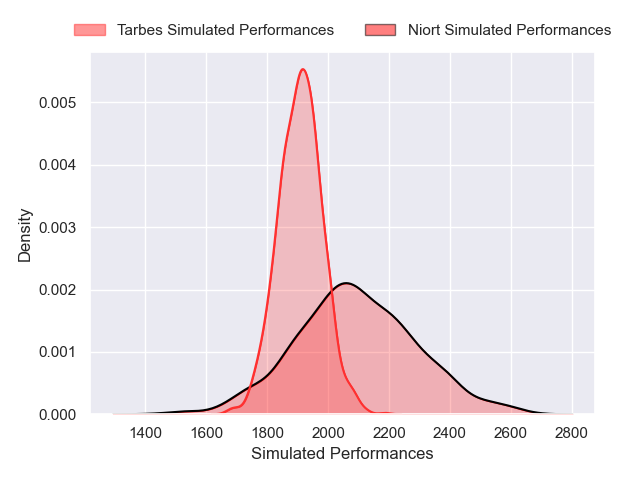 Tarbes Simulated Performances Niort Simulated Performances
0.005
0.004
0.003
0.002
0.001
0.000
Density
1400 1600 1800 2000 2200 2400 2600 2800
Simulated Performances